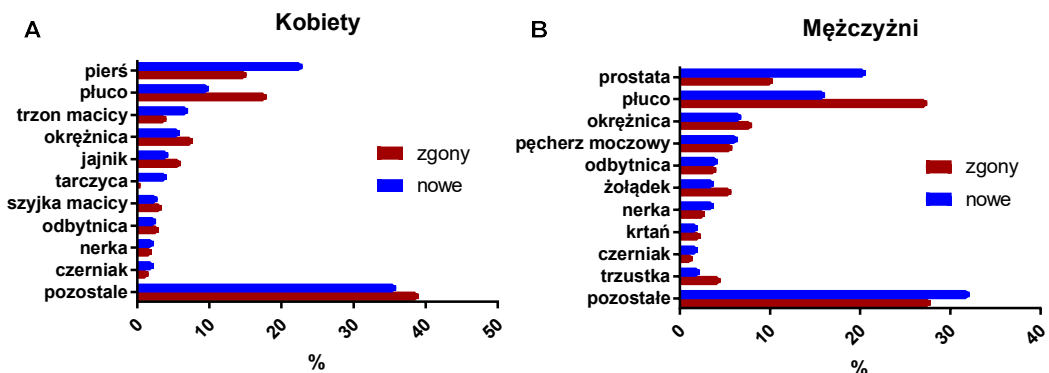 A
Kobiety
pierś
płuco
trzon macicy
okrężnica
jajnik
tarczyca
szyjka macicy
odbytnica
nerka
czerniak
pozostale
zgony
nowe
0
10
20
30
40
50
%
B
Mężczyżni
prostata
płuco
okrężnica
pęcherz moczowy
odbytnica
żołądek
nerka
krtań
czerniak
trzustka
pozostałe
zgony
nowe
0
10
20
30
40
%